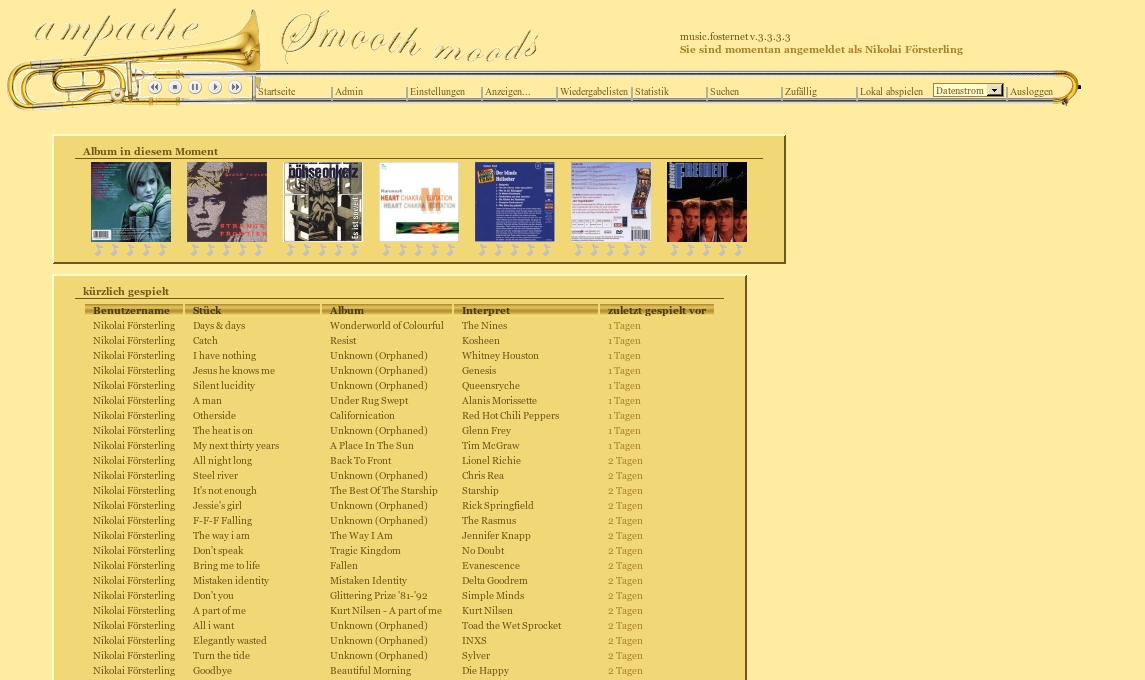 ampache Smooth moods
music.fosternet v.3.3.3.3
Sie sind momentan angemeldet als Nikolai Försterling
Startseite Admin Einstellungen Anzeigen... Wiedergabelisten Statistik Suchen Zufällig Lokal abspielen Datenstrom Ausloggen
Album in diesem Moment
böhse onkelz
Es ist soweit
STRANGE FRONTIER
HEART CHAKRA
Der blinde Hellseher
FREIHEIT
kürzlich gespielt
Benutzername Stück Album Interpret zuletzt gespielt vor
Nikolai Försterling Days & days Wonderworld of Colourful The Nines 1 Tagen
Nikolai Försterling Catch Resist Kosheen 1 Tagen
Nikolai Försterling I have nothing Unknown (Orphaned) Whitney Houston 1 Tagen
Nikolai Försterling Jesus he knows me Unknown (Orphaned) Genesis 1 Tagen
Nikolai Försterling Silent lucidity Unknown (Orphaned) Queensryche 1 Tagen
Nikolai Försterling A man Under Rug Swept Alanis Morissette 1 Tagen
Nikolai Försterling Otherside Californication Red Hot Chili Peppers 1 Tagen
Nikolai Försterling The heat is on Unknown (Orphaned) Glenn Frey 1 Tagen
Nikolai Försterling My next thirty years A Place In The Sun Tim McGraw 1 Tagen
Nikolai Försterling All night long Back To Front Lionel Richie 2 Tagen
Nikolai Försterling Steel river Unknown (Orphaned) Chris Rea 2 Tagen
Nikolai Försterling It's not enough The Best Of The Starship Starship 2 Tagen
Nikolai Försterling Jessie's girl Unknown (Orphaned) Rick Springfield 2 Tagen
Nikolai Försterling F-F-F Falling Unknown (Orphaned) The Rasmus 2 Tagen
Nikolai Försterling The way i am The Way I Am Jennifer Knapp 2 Tagen
Nikolai Försterling Don't speak Tragic Kingdom No Doubt 2 Tagen
Nikolai Försterling Bring me to life Fallen Evanescence 2 Tagen
Nikolai Försterling Mistaken identity Mistaken Identity Delta Goodrem 2 Tagen
Nikolai Försterling Don't you Glittering Prize '81-'92 Simple Minds 2 Tagen
Nikolai Försterling A part of me Kurt Nilsen - A part of me Kurt Nilsen 2 Tagen
Nikolai Försterling All i want Unknown (Orphaned) Toad the Wet Sprocket 2 Tagen
Nikolai Försterling Elegantly wasted Unknown (Orphaned) INXS 2 Tagen
Nikolai Försterling Turn the tide Unknown (Orphaned) Sylver 2 Tagen
Nikolai Försterling Goodbye Beautiful Morning Die Happy 2 Tagen